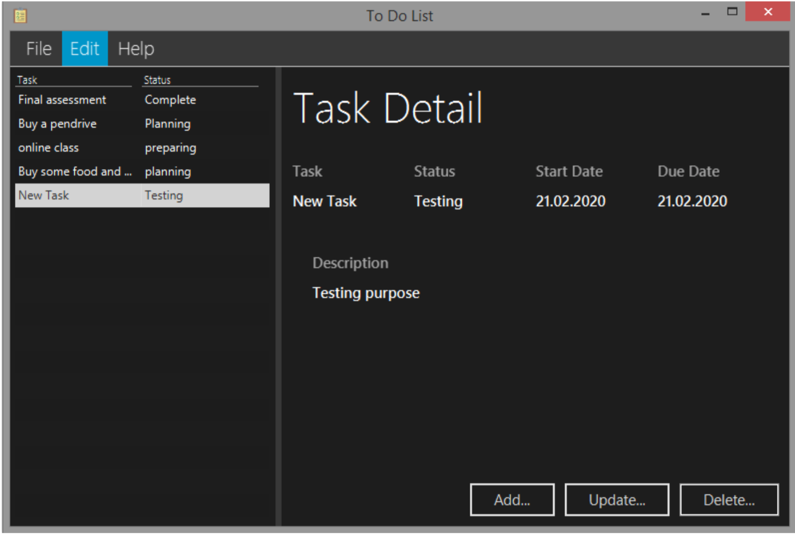 To Do List
File Edit Help
Task Status
Final assessment Complete
Buy a pendrive Planning
online class preparing
Buy some food and ... planning
New Task Testing
Task Detail
Task Status Start Date Due Date
New Task Testing 21.02.2020 21.02.2020
Description
Testing purpose
Add... Update... Delete...